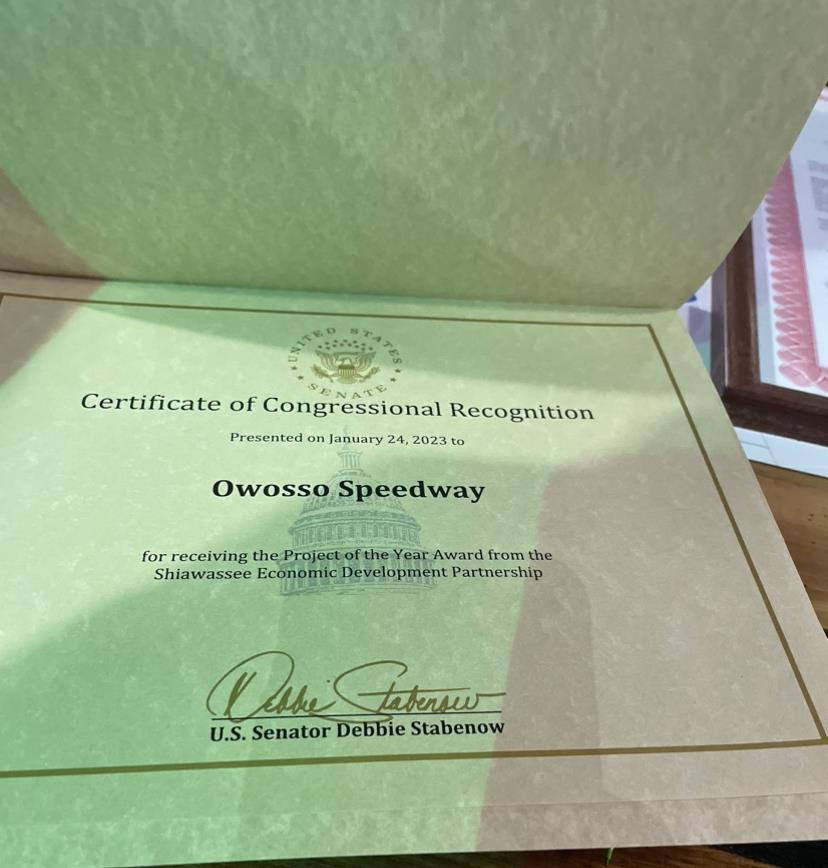 UNITED STATES
SENATE
Certificate of Congressional Recognition
Presented on January 24, 2023 to
Owosso Speedway
for receiving the Project of the Year Award from the
Shiawassee Economic Development Partnership
Debbie Stabenow
U.S. Senator Debbie Stabenow